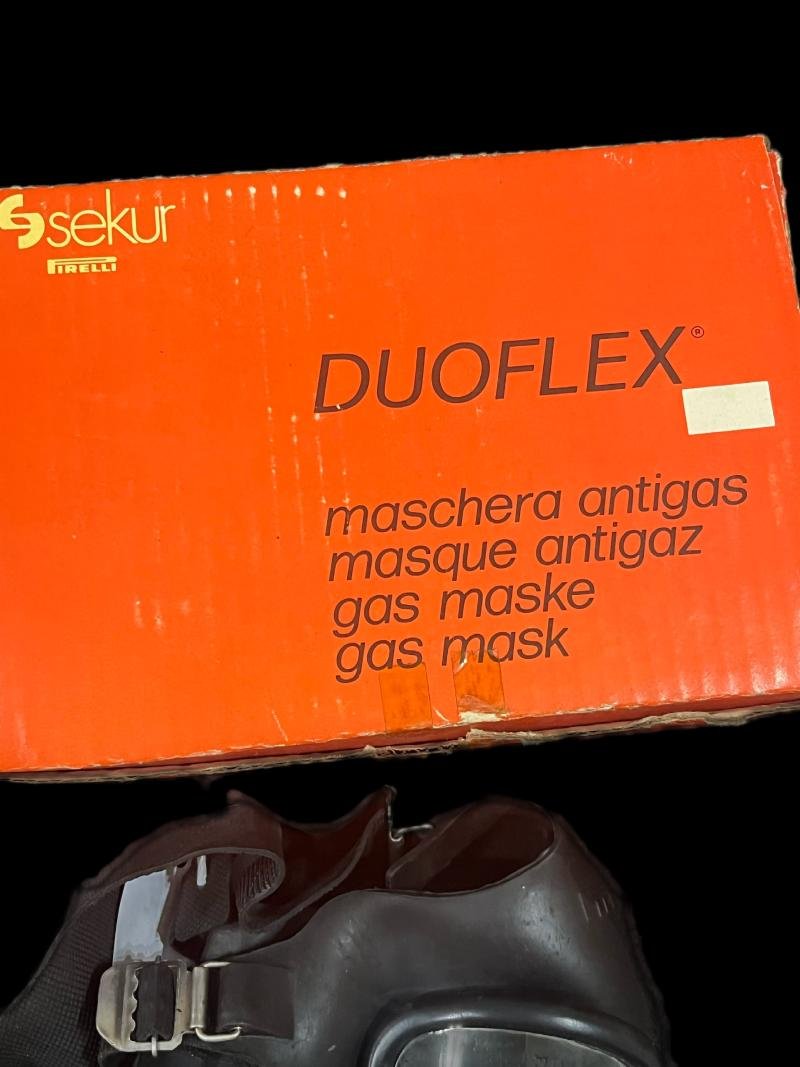 sekur
PIRELLI
DUOFLEX®
maschera antigas
masque antigaz
gas maske
gas mask